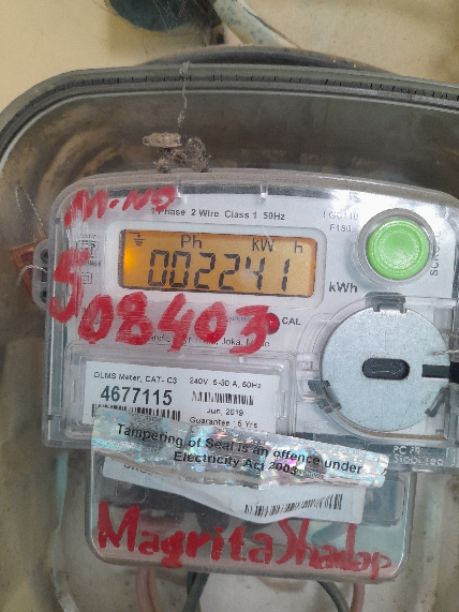 M.NO
1 Phase 2 Wire Class 1 50Hz
Ph kW h
002241
kWh
SCROLL
508403
CAL
DLMS Meter, CAT- C3 240V 5-30 A, 50Hz
4677115
Jun, 2019
Guarantee : 5 Yrs
Tampering of Seal is an offence under
Electricity Act 2003
Magrita Shadap